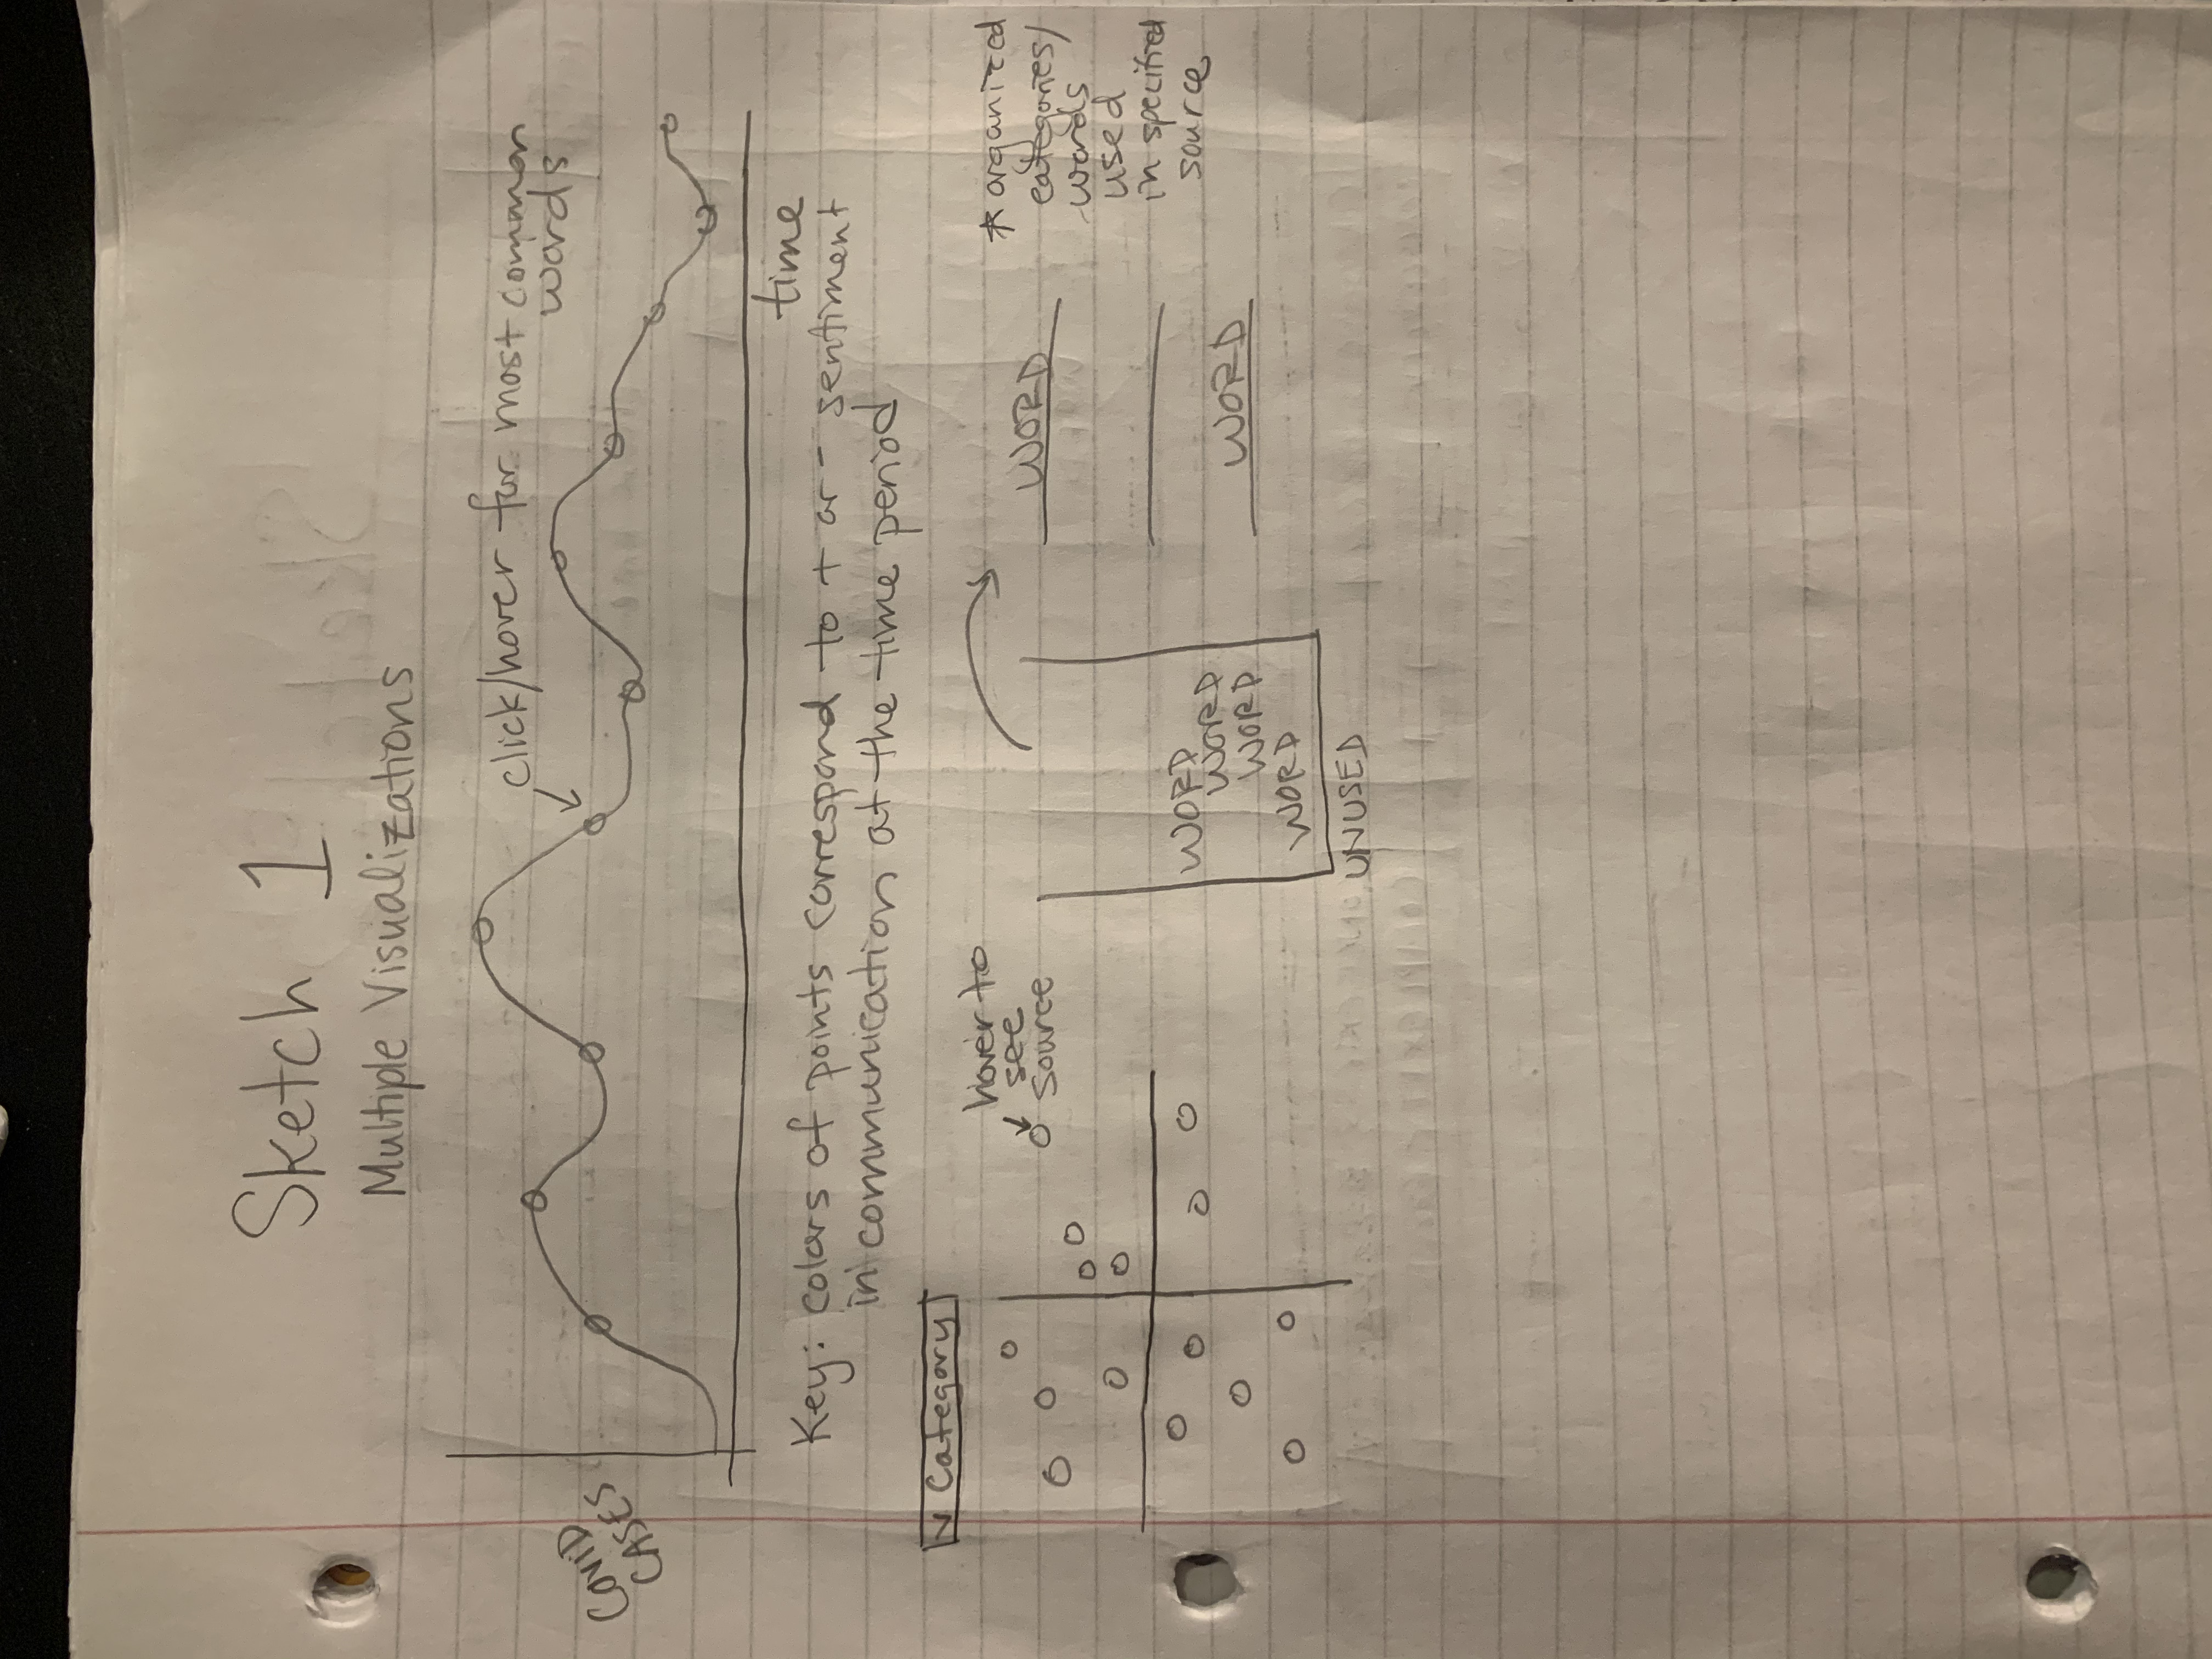 Sketch 1
Multiple Visualizations
click/hover for most common
words
COVID
CASES
time
Key: colors of points correspond to + or - sentiment
in communication at the time period
v Category
hover to
see
source
WORD
WORD
WORD
WORD
UNUSED
WORD
WORD
* organized
categories/
words
used
in specified
source